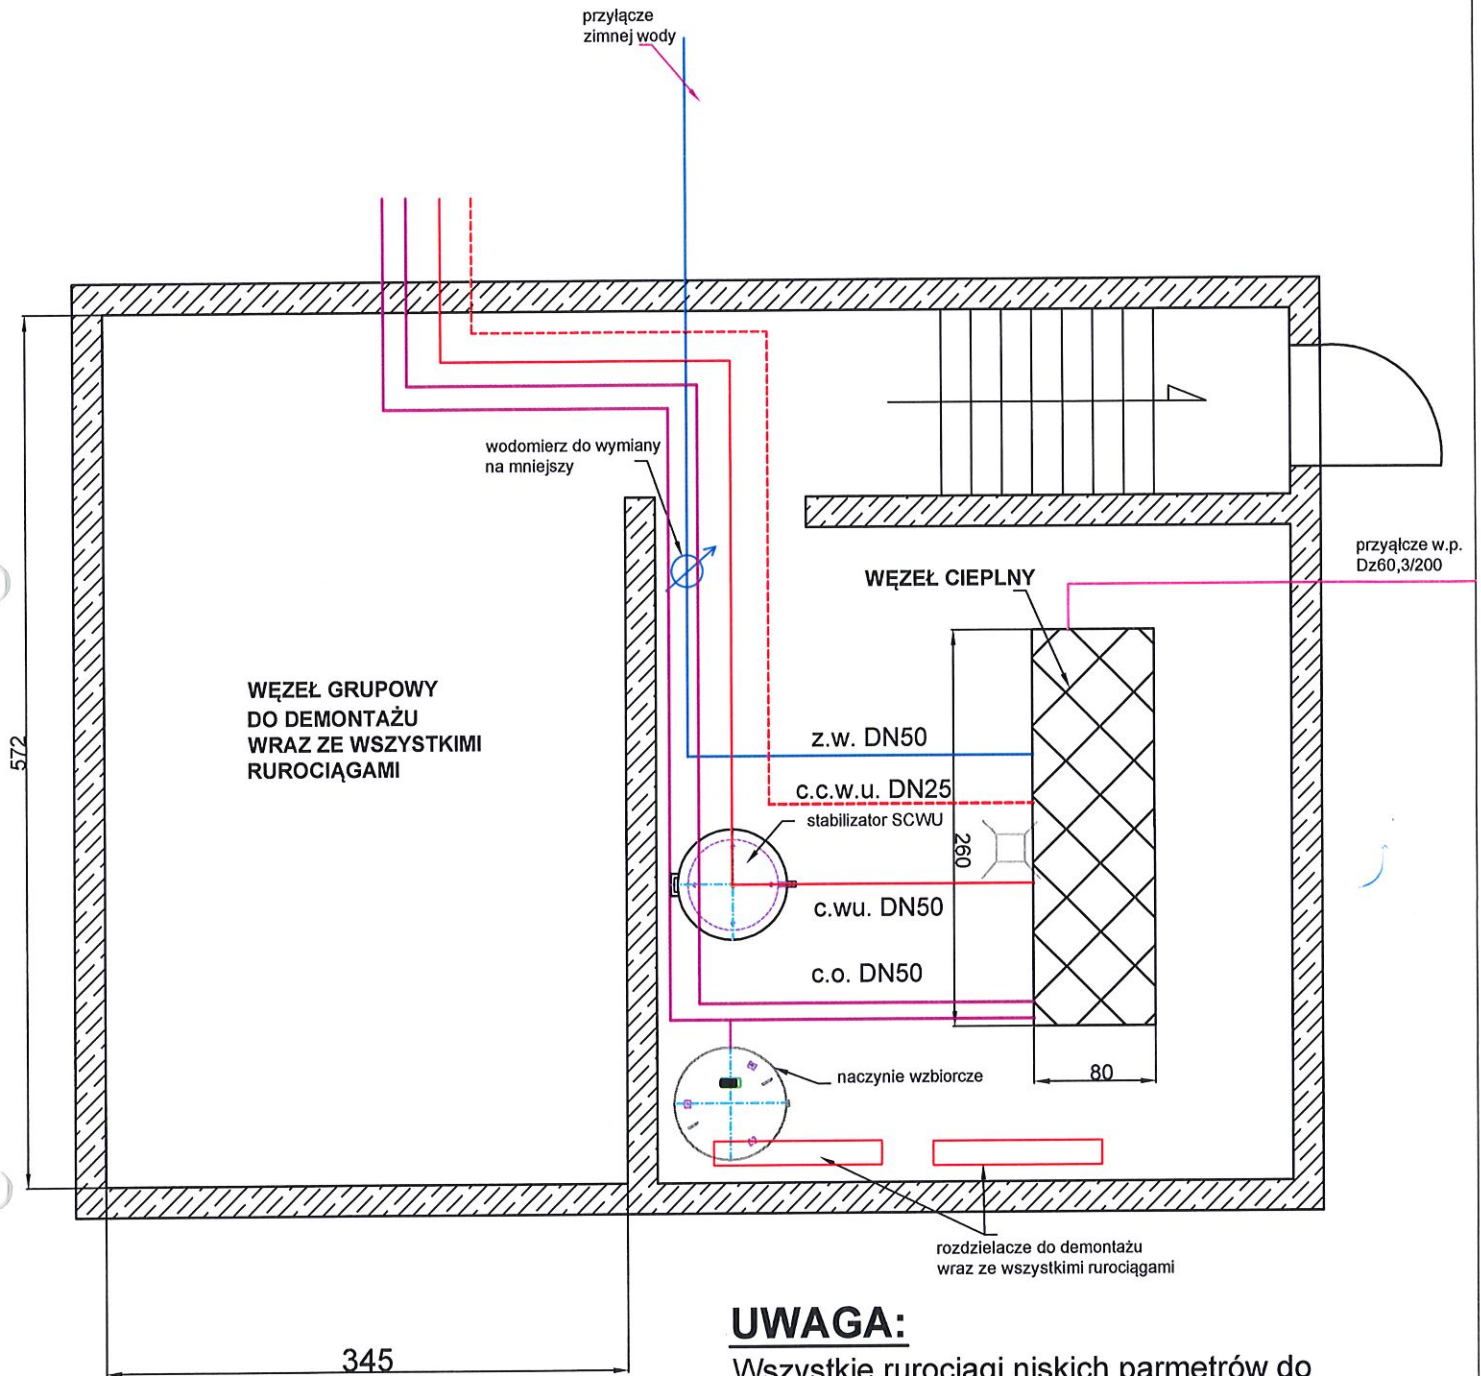 przyłącze
zimnej wody
wodomierz do wymiany
na mniejszy
WĘZEŁ CIEPLNY
przyąłcze w.p.
Dz60,3/200
WĘZEŁ GRUPOWY
DO DEMONTAŻU
WRAZ ZE WSZYSTKIMI
RUROCIĄGAMI
572
z.w. DN50
c.c.w.u. DN25
stabilizator SCWU
260
c.wu. DN50
c.o. DN50
80
naczynie wzbiorcze
rozdzielacze do demontażu
wraz ze wszystkimi rurociągami
345
UWAGA:
Wszystkie rurociągi niskich parmetrów do